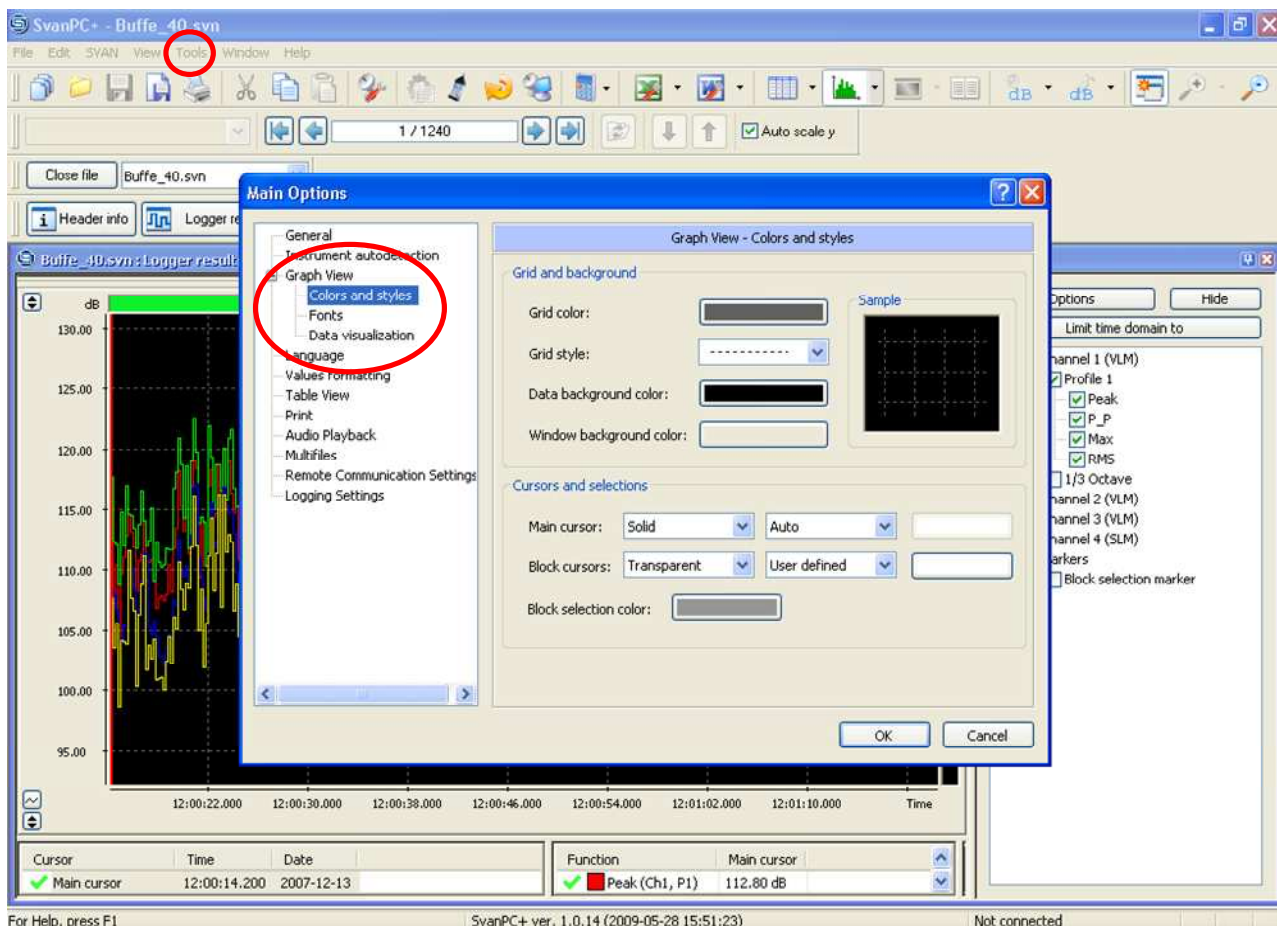 SvanPC+ - Buffe_40.svn
File Edit SVAN View Tools Window Help
dB dB
1 / 1240
Auto scale y
Close file Buffe_40.svn
i Header info Logger
Buffe_40.svn : Logger
Main Options
General
Instrument autodetection
Graph View
Colors and styles
Fonts
Data visualization
Language
Values formatting
Table View
Print
Audio Playback
Multifiles
Remote Communication Settings
Logging Settings
Graph View - Colors and styles
Grid and background
Grid color:
Grid style:
Data background color:
Window background color:
Sample
Cursors and selections
Main cursor: Solid Auto
Block cursors: Transparent User defined
Block selection color:
OK Cancel
dB
130.00
125.00
120.00
115.00
110.00
105.00
100.00
95.00
12:00:22.000 12:00:30.000 12:00:38.000 12:00:46.000 12:00:54.000 12:01:02.000 12:01:10.000 Time
ptions Hide
Limit time domain to
hannel 1 (VLM)
Profile 1
Peak
P_P
Max
RMS
1/3 Octave
hannel 2 (VLM)
hannel 3 (VLM)
hannel 4 (SLM)
arkers
Block selection marker
Cursor Time Date
Main cursor 12:00:14.200 2007-12-13
Function Main cursor
Peak (Ch1, P1) 112.80 dB
For Help, press F1
SvanPC+ ver. 1.0.14 (2009-05-28 15:51:23)
Not connected